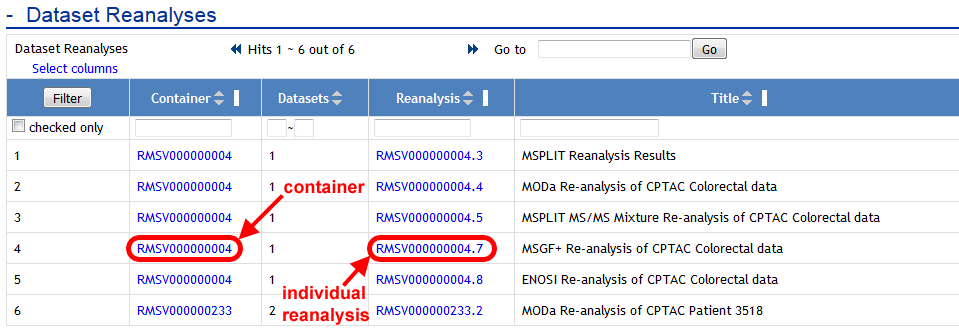 - Dataset Reanalyses
Dataset Reanalyses Hits 1 ~ 6 out of 6 Go to Go
Select columns
Filter Container Datasets Reanalysis Title
checked only ~
1 RMSV000000004 1 RMSV000000004.3 MSPLIT Reanalysis Results
2 RMSV000000004 1 RMSV000000004.4 MODa Re-analysis of CPTAC Colorectal data
container
3 RMSV000000004 1 RMSV000000004.5 MSPLIT MS/MS Mixture Re-analysis of CPTAC Colorectal data
4 RMSV000000004 1 RMSV000000004.7 MSGF+ Re-analysis of CPTAC Colorectal data
5 RMSV000000004 1 RMSV000000004.8 ENOSI Re-analysis of CPTAC Colorectal data
individual
reanalysis
6 RMSV000000233 2 RMSV000000233.2 MODa Re-analysis of CPTAC Patient 3518